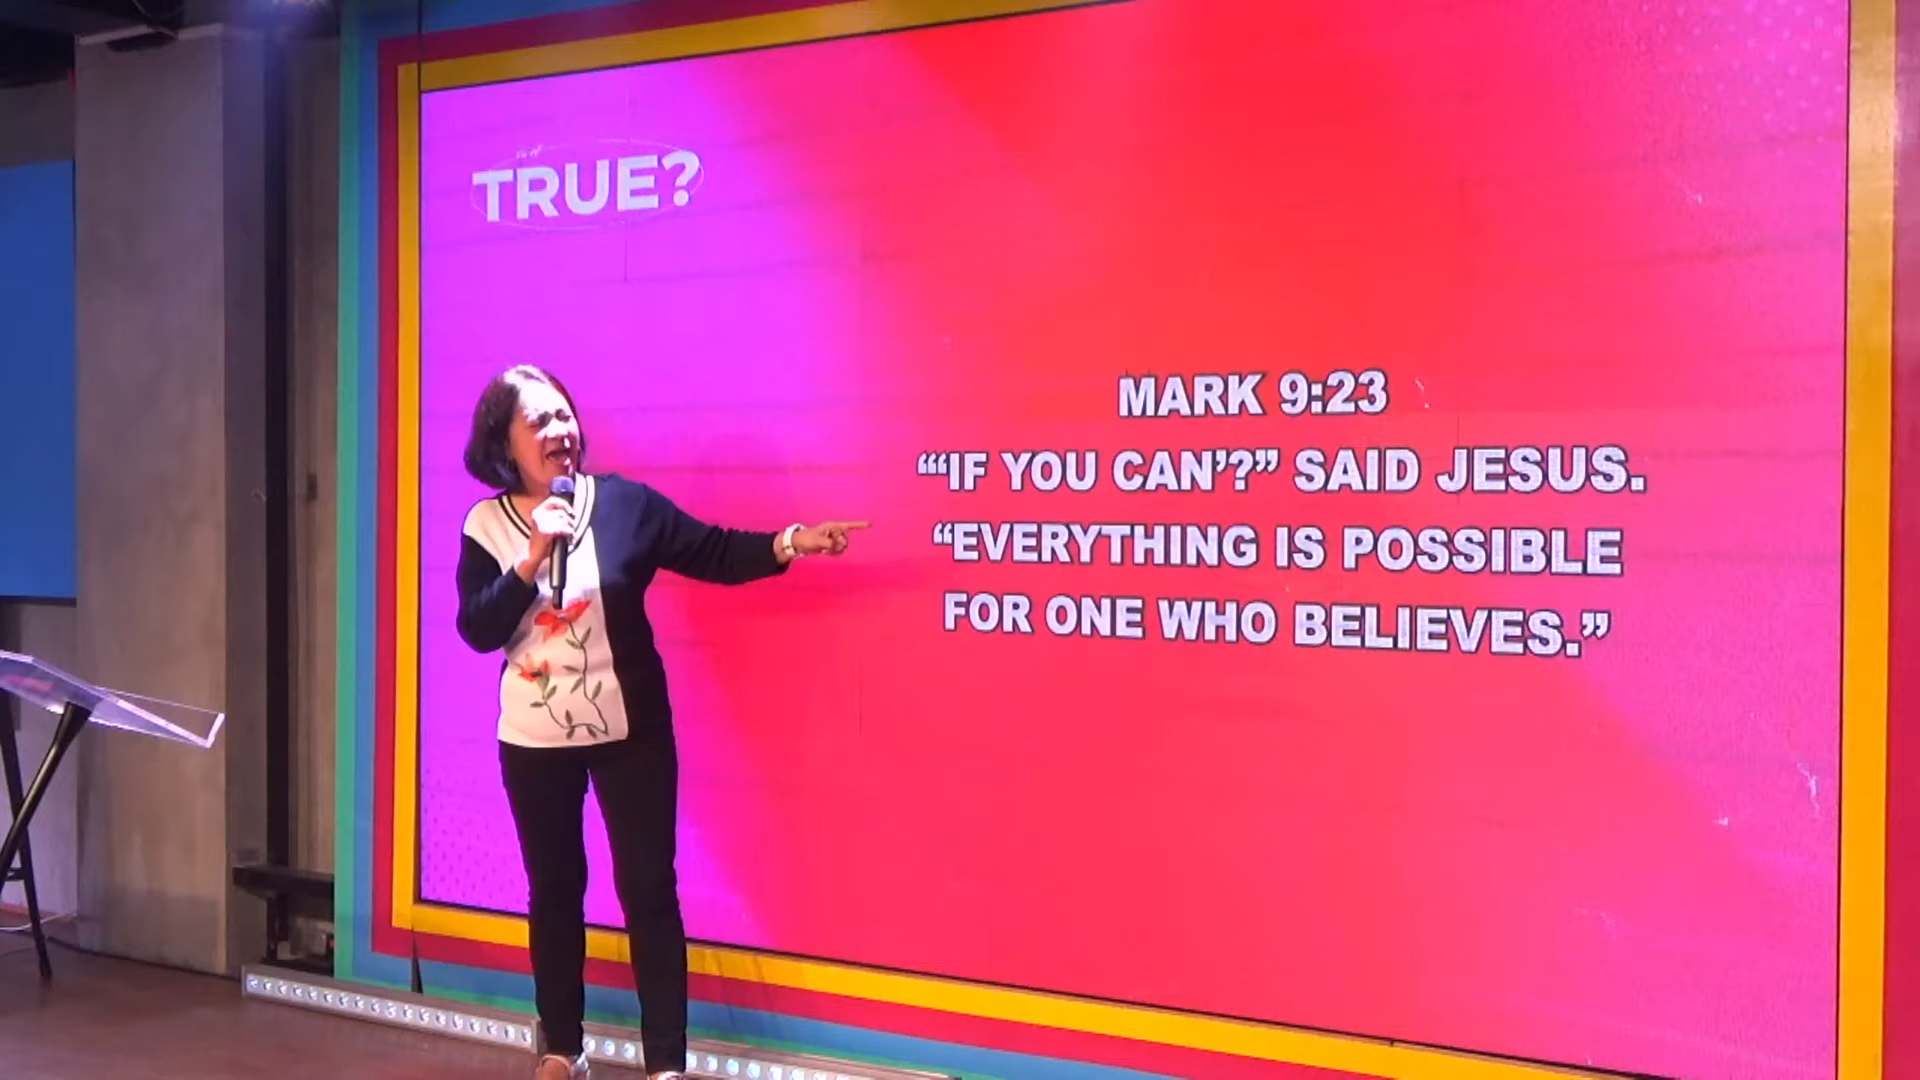 TRUE?
MARK 9:23
“‘IF YOU CAN’?” SAID JESUS.
“EVERYTHING IS POSSIBLE
FOR ONE WHO BELIEVES.”